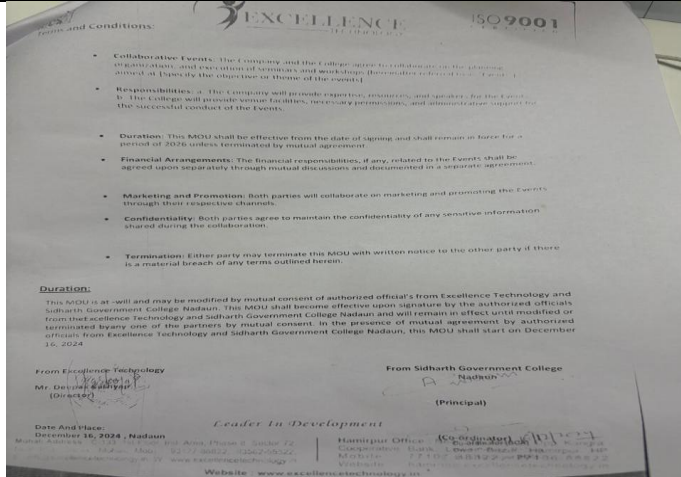 Terms and Conditions:
EXCELLENCE
TECHNOLOGY
ISO 9001
• Collaborative Events: The Company and the College agree to collaborate on the planning,
organization, and execution of seminars and workshops
aimed at [Specify the objective or theme of the events]
• Responsibilities: a. The Company will provide expertise, resources, and speakers for the Events.
b. The College will provide venue facilities, necessary permissions, and administrative support for
the successful conduct of the Events.
• Duration: This MOU shall be effective from the date of signing and shall remain in force for a
period of 2026 unless terminated by mutual agreement
• Financial Arrangements: The financial responsibilities, if any, related to the Events shall be
agreed upon separately through mutual discussions and documented in a separate agreement.
• Marketing and Promotion: Both parties will collaborate on marketing and promoting the Events
through their respective channels.
• Confidentiality: Both parties agree to maintain the confidentiality of any sensitive information
shared during the collaboration.
• Termination: Either party may terminate this MOU with written notice to the other party if there
is a material breach of any terms outlined herein.
Duration:
This MOU is at -will and may be modified by mutual consent of authorized official's from Excellence Technology and
Sidharth Government College Nadaun. This MOU shall become effective upon signature by the authorized officials
from theExcellence Technology and Sidharth Government College Nadaun and will remain in effect until modified or
terminated byany one of the partners by mutual consent. In the presence of mutual agreement by authorized
officials from Excellence Technology and Sidharth Government College Nadaun, this MOU shall start on December
16, 2024
From Excellence Technology
From Sidharth Government College
Nadaun
Mr. Deepak
(Director)
(Principal)
Date And Place:
December 16, 2024 , Nadaun
Leader In Development
(Co-ordinator)
Hamirpur Office
Cooperative Bank
Mobile
Website
Website : www.excellencetechnology.in